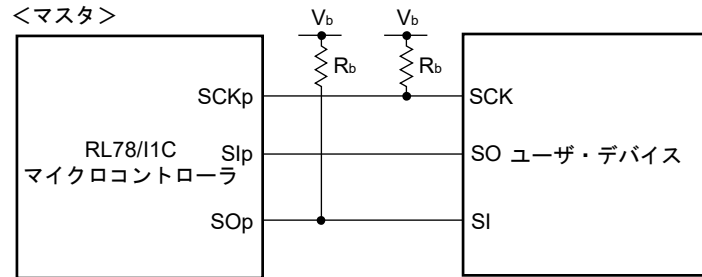 ＜マスタ＞
Vb
Vb
Rb
Rb
SCKp
SCK
RL78/I1C
マイクロコントローラ
SIp
SO ユーザ・デバイス
SOp
SI